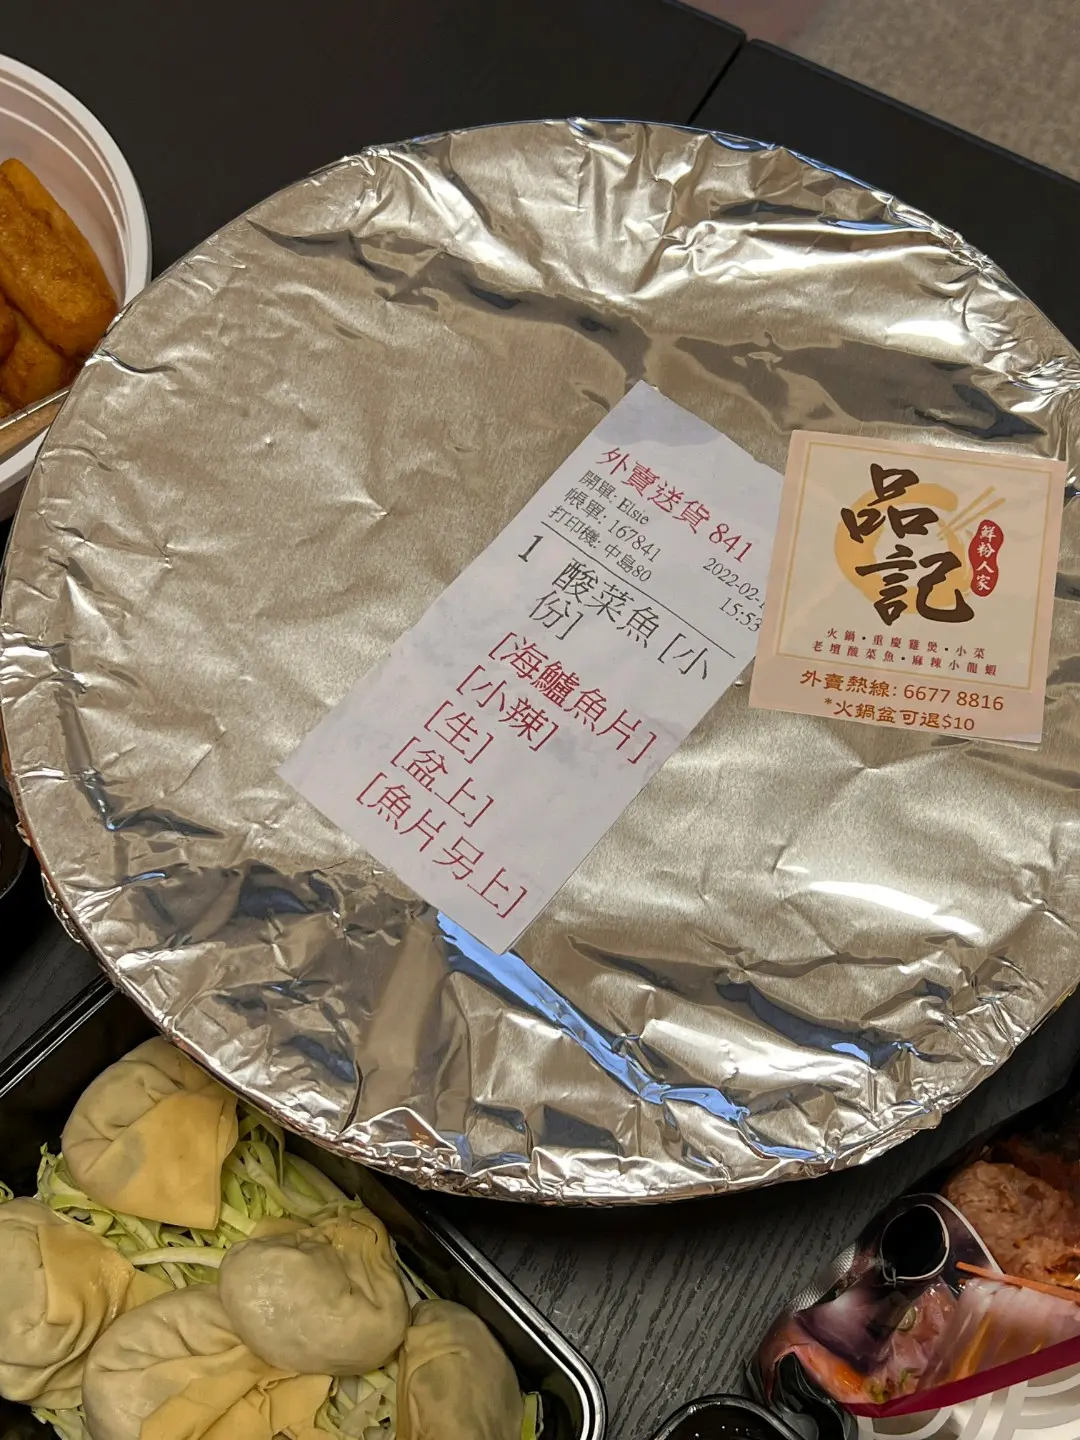 外賣送貨 841
開單: Elsie
帳單: 167841
打印機: 中島80
2022-02-
15:53
1 酸菜魚 [小
份]
[海鱸魚片]
[小辣]
[生]
[盆上]
[魚片另上]
品
記
鮮粉人家
火鍋・重慶雞煲・小菜
老壇酸菜魚・麻辣小龍蝦
外賣熱線: 6677 8816
*火鍋盆可退$10